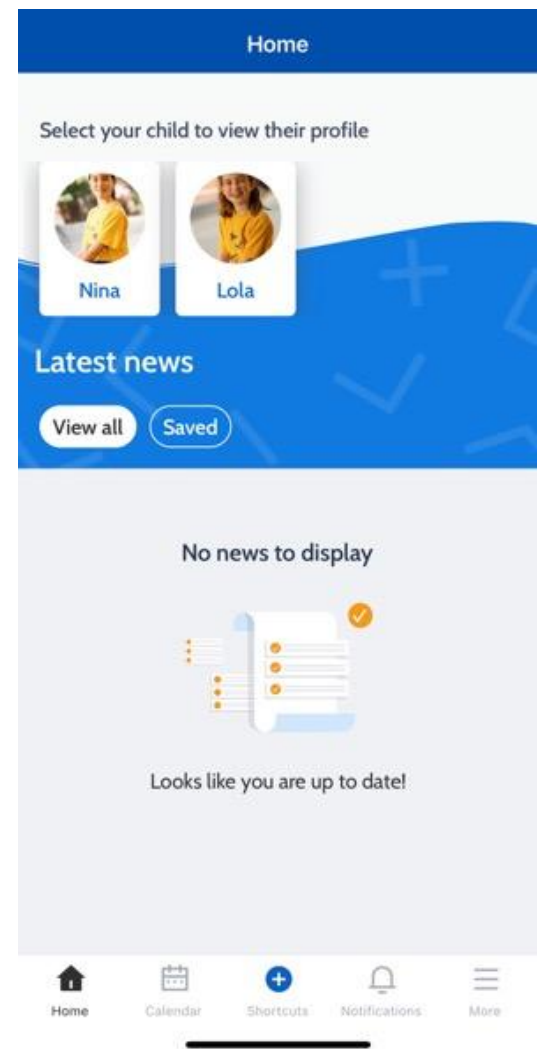 Home
Select your child to view their profile
Nina Lola
Latest news
View all Saved
No news to display
Looks like you are up to date!
Home Calendar Shortcuts Notifications More